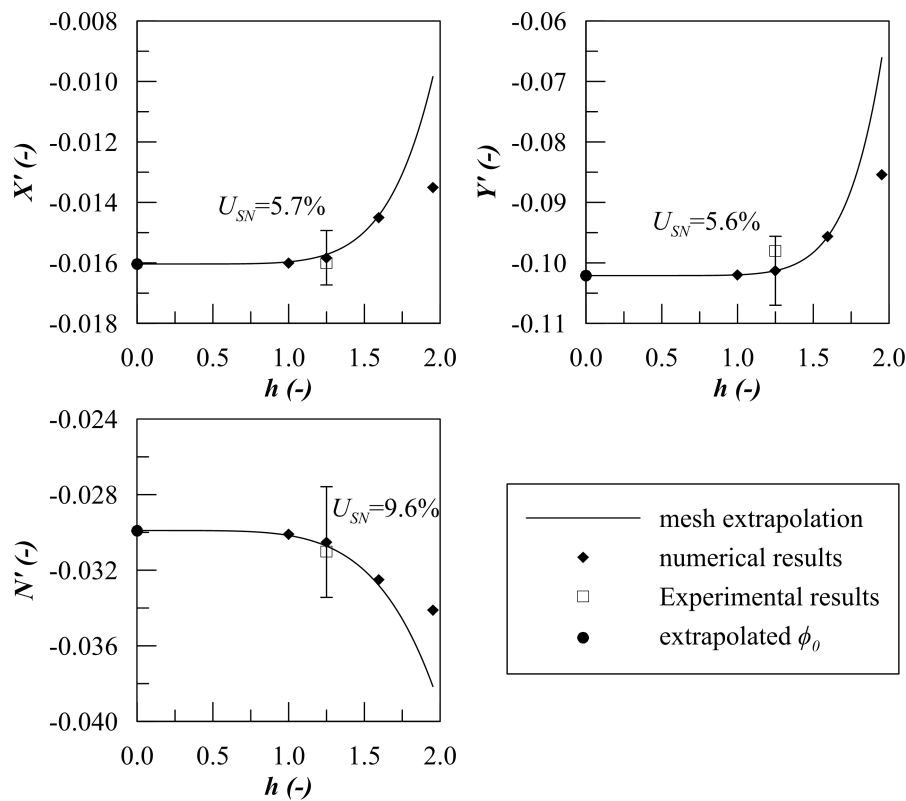 -0.008
-0.010
-0.012
-0.014
-0.016
-0.018
X' (-)
U_SN=5.7%
0.0 0.5 1.0 1.5 2.0
h (-)
-0.06
-0.07
-0.08
-0.09
-0.10
-0.11
Y' (-)
U_SN=5.6%
0.0 0.5 1.0 1.5 2.0
h (-)
-0.024
-0.028
-0.032
-0.036
-0.040
N' (-)
U_SN=9.6%
0.0 0.5 1.0 1.5 2.0
h (-)
mesh extrapolation
numerical results
Experimental results
extrapolated ϕ_0